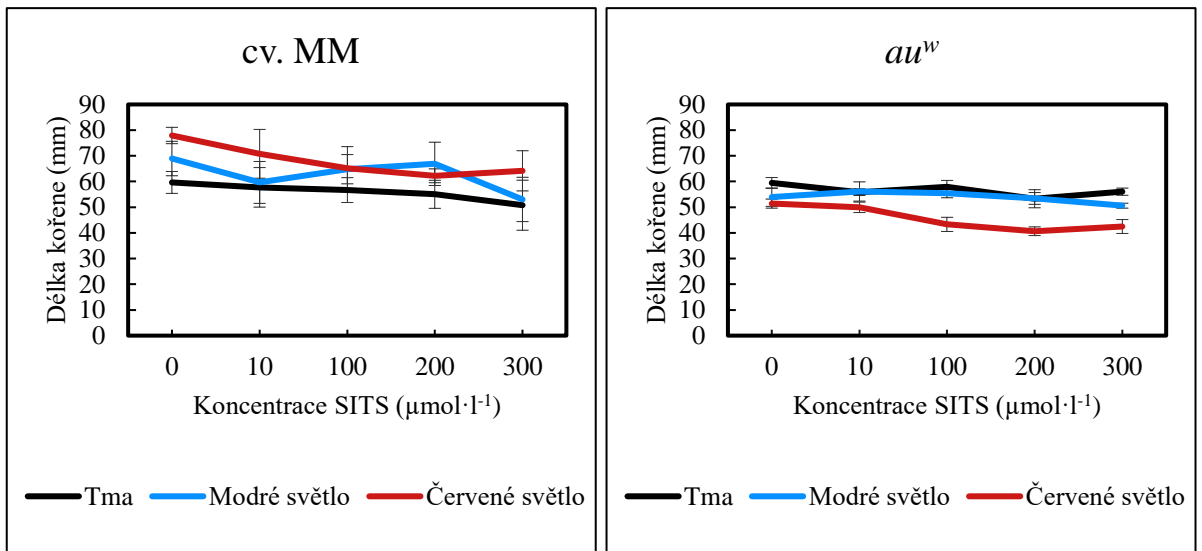 cv. MM
Délka kořene (mm)
90
80
70
60
50
40
30
20
10
0
0 10 100 200 300
Koncentrace SITS (µmol·l⁻¹)
Tma Modré světlo Červené světlo
auʷ
Délka kořene (mm)
90
80
70
60
50
40
30
20
10
0
0 10 100 200 300
Koncentrace SITS (µmol·l⁻¹)
Tma Modré světlo Červené světlo